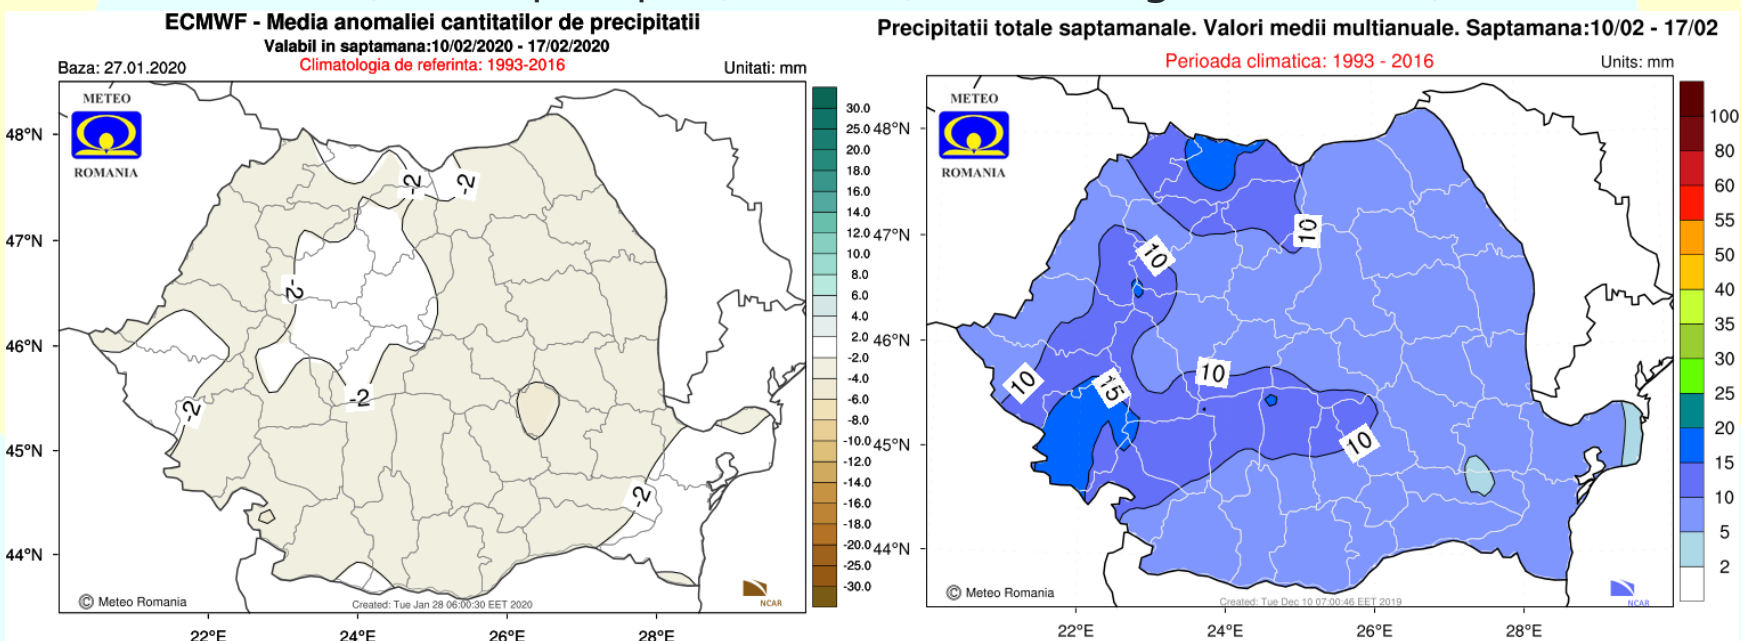 ECMWF - Media anomaliei cantitatilor de precipitatii
Valabil in saptamana:10/02/2020 - 17/02/2020
Baza: 27.01.2020
Climatologia de referinta: 1993-2016
Unitati: mm
METEO
ROMANIA
48°N
47°N
46°N
45°N
44°N
22°E
24°E
26°E
28°E
-2
-2
-2
-2
-2
-2
30.0
25.0
20.0
18.0
16.0
14.0
12.0
10.0
8.0
6.0
4.0
2.0
-2.0
-4.0
-6.0
-8.0
-10.0
-12.0
-14.0
-16.0
-18.0
-20.0
-25.0
-30.0
© Meteo Romania
Created: Tue Jan 28 06:00:30 EET 2020
NCAR
Precipitatii totale saptamanale. Valori medii multianuale. Saptamana:10/02 - 17/02
Perioada climatica: 1993 - 2016
Units: mm
METEO
ROMANIA
48°N
47°N
46°N
45°N
44°N
22°E
24°E
26°E
28°E
10
10
10
10
15
10
100
80
60
55
50
40
35
30
25
20
15
10
5
2
© Meteo Romania
Created: Tue Dec 10 07:00:46 EET 2019
NCAR